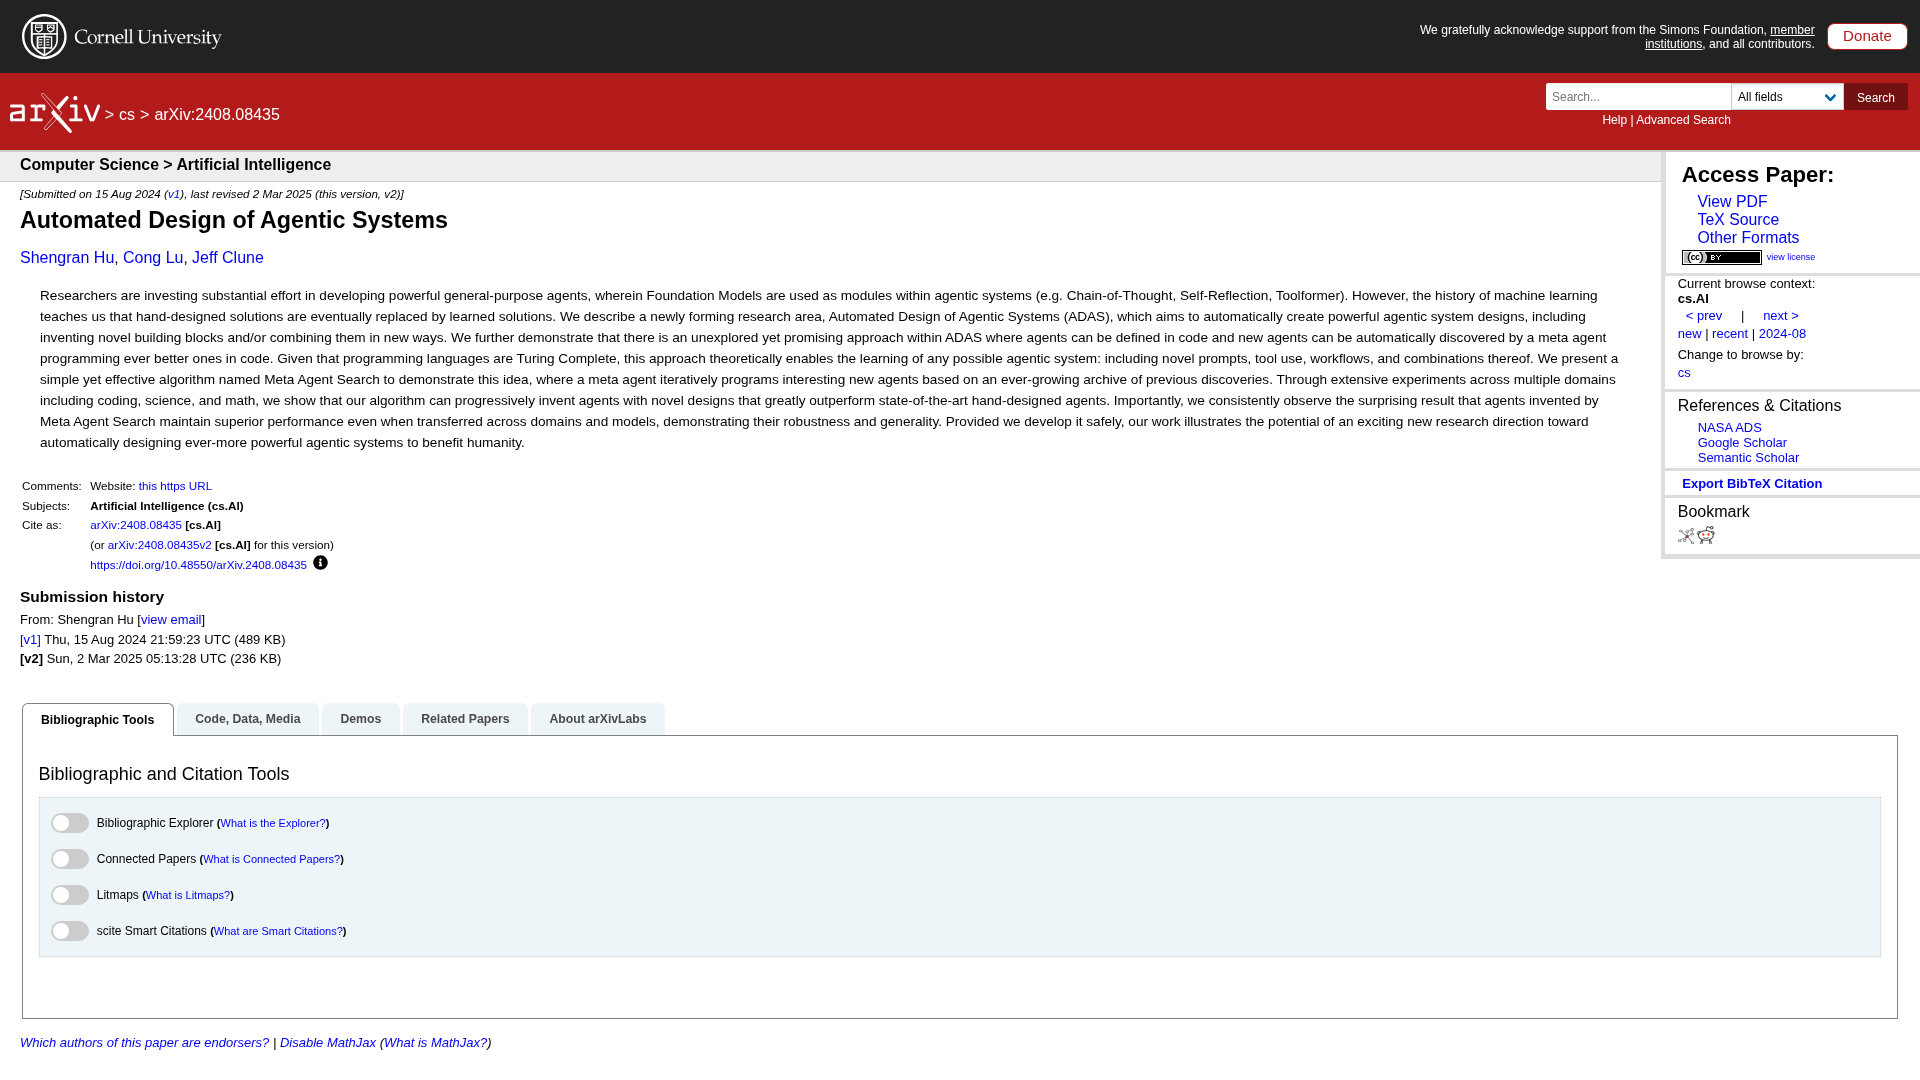 Cornell University
We gratefully acknowledge support from the Simons Foundation, member
institutions, and all contributors.
Donate
arXiv > cs > arXiv:2408.08435
Search...
All fields
Search
Help | Advanced Search
Computer Science > Artificial Intelligence
[Submitted on 15 Aug 2024 (v1), last revised 2 Mar 2025 (this version, v2)]
Automated Design of Agentic Systems
Shengran Hu, Cong Lu, Jeff Clune
Researchers are investing substantial effort in developing powerful general-purpose agents, wherein Foundation Models are used as modules within agentic systems (e.g. Chain-of-Thought, Self-Reflection, Toolformer). However, the history of machine learning
teaches us that hand-designed solutions are eventually replaced by learned solutions. We describe a newly forming research area, Automated Design of Agentic Systems (ADAS), which aims to automatically create powerful agentic system designs, including
inventing novel building blocks and/or combining them in new ways. We further demonstrate that there is an unexplored yet promising approach within ADAS where agents can be defined in code and new agents can be automatically discovered by a meta agent
programming ever better ones in code. Given that programming languages are Turing Complete, this approach theoretically enables the learning of any possible agentic system: including novel prompts, tool use, workflows, and combinations thereof. We present a
simple yet effective algorithm named Meta Agent Search to demonstrate this idea, where a meta agent iteratively programs interesting new agents based on an ever-growing archive of previous discoveries. Through extensive experiments across multiple domains
including coding, science, and math, we show that our algorithm can progressively invent agents with novel designs that greatly outperform state-of-the-art hand-designed agents. Importantly, we consistently observe the surprising result that agents invented by
Meta Agent Search maintain superior performance even when transferred across domains and models, demonstrating their robustness and generality. Provided we develop it safely, our work illustrates the potential of an exciting new research direction toward
automatically designing ever-more powerful agentic systems to benefit humanity.
Comments: Website: this https URL
Subjects: Artificial Intelligence (cs.AI)
Cite as: arXiv:2408.08435 [cs.AI]
(or arXiv:2408.08435v2 [cs.AI] for this version)
https://doi.org/10.48550/arXiv.2408.08435
Submission history
From: Shengran Hu [view email]
[v1] Thu, 15 Aug 2024 21:59:23 UTC (489 KB)
[v2] Sun, 2 Mar 2025 05:13:28 UTC (236 KB)
Access Paper:
View PDF
TeX Source
Other Formats
cc BY view license
Current browse context:
cs.AI
< prev | next >
new | recent | 2024-08
Change to browse by:
cs
References & Citations
NASA ADS
Google Scholar
Semantic Scholar
Export BibTeX Citation
Bookmark
Bibliographic Tools
Code, Data, Media
Demos
Related Papers
About arXivLabs
Bibliographic and Citation Tools
Bibliographic Explorer (What is the Explorer?)
Connected Papers (What is Connected Papers?)
Litmaps (What is Litmaps?)
scite Smart Citations (What are Smart Citations?)
Which authors of this paper are endorsers? | Disable MathJax (What is MathJax?)